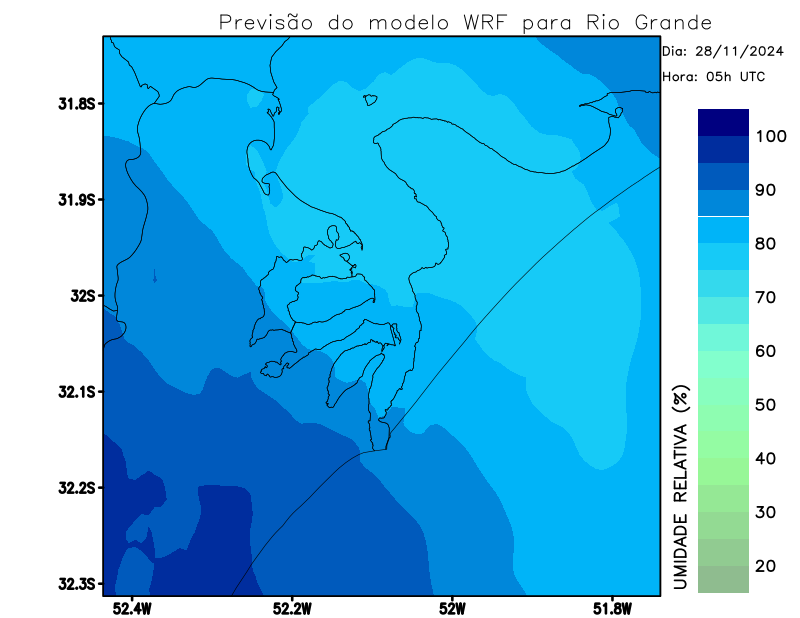 Previsão do modelo WRF para Rio Grande
Dia: 28/11/2024
Hora: 05h UTC
31.8S
31.9S
32S
32.1S
32.2S
32.3S
52.4W
52.2W
52W
51.8W
100
90
80
70
60
50
40
30
20
UMIDADE RELATIVA (%)